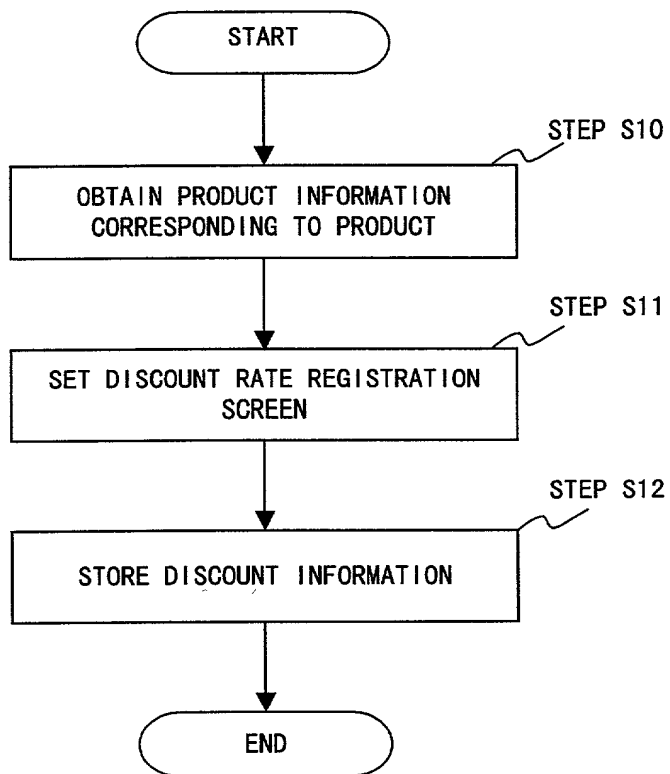 START
STEP S10
OBTAIN PRODUCT INFORMATION
CORRESPONDING TO PRODUCT
STEP S11
SET DISCOUNT RATE REGISTRATION
SCREEN
STEP S12
STORE DISCOUNT INFORMATION
END